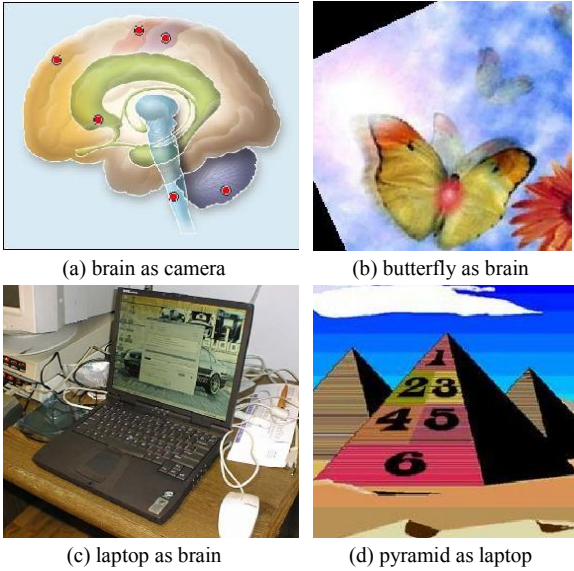 (a) brain as camera
(b) butterfly as brain
1
23
45
6
(c) laptop as brain
(d) pyramid as laptop